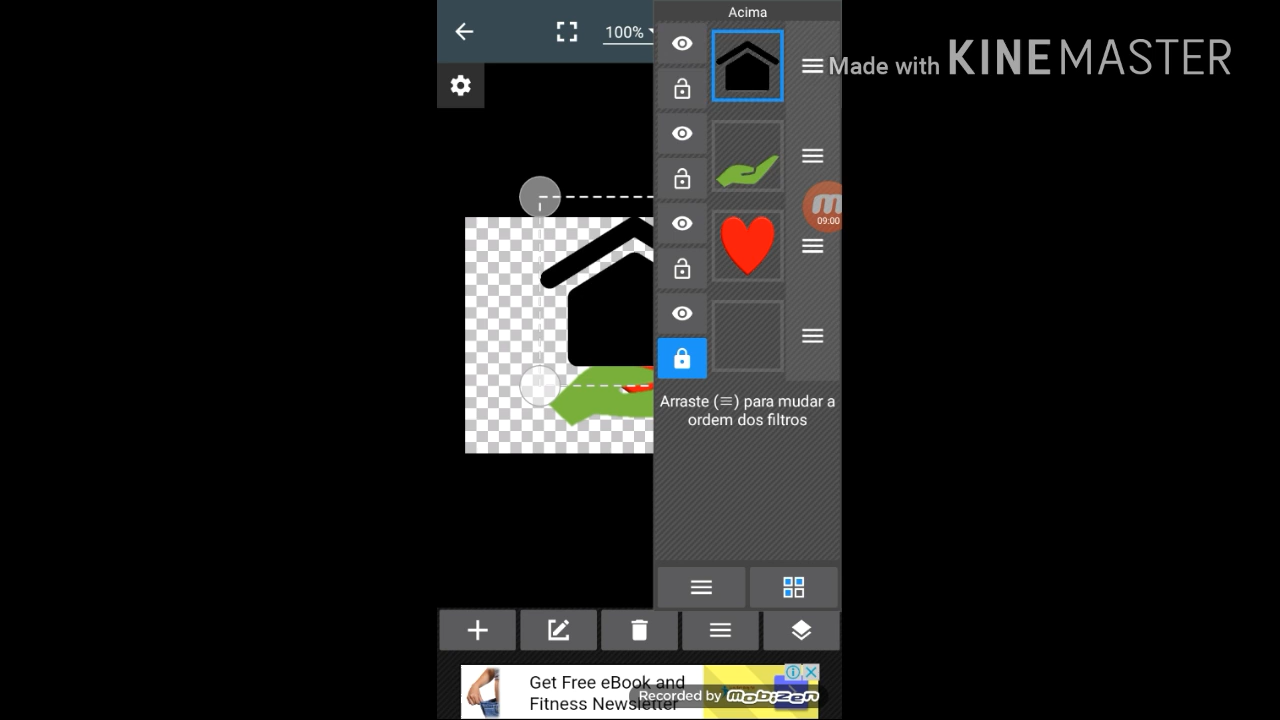 Acima
100%
Made with KINEMASTER
09:00
Arraste (≡) para mudar a
ordem dos filtros
Get Free eBook and
Fitness Newsletter
Recorded by mobizen